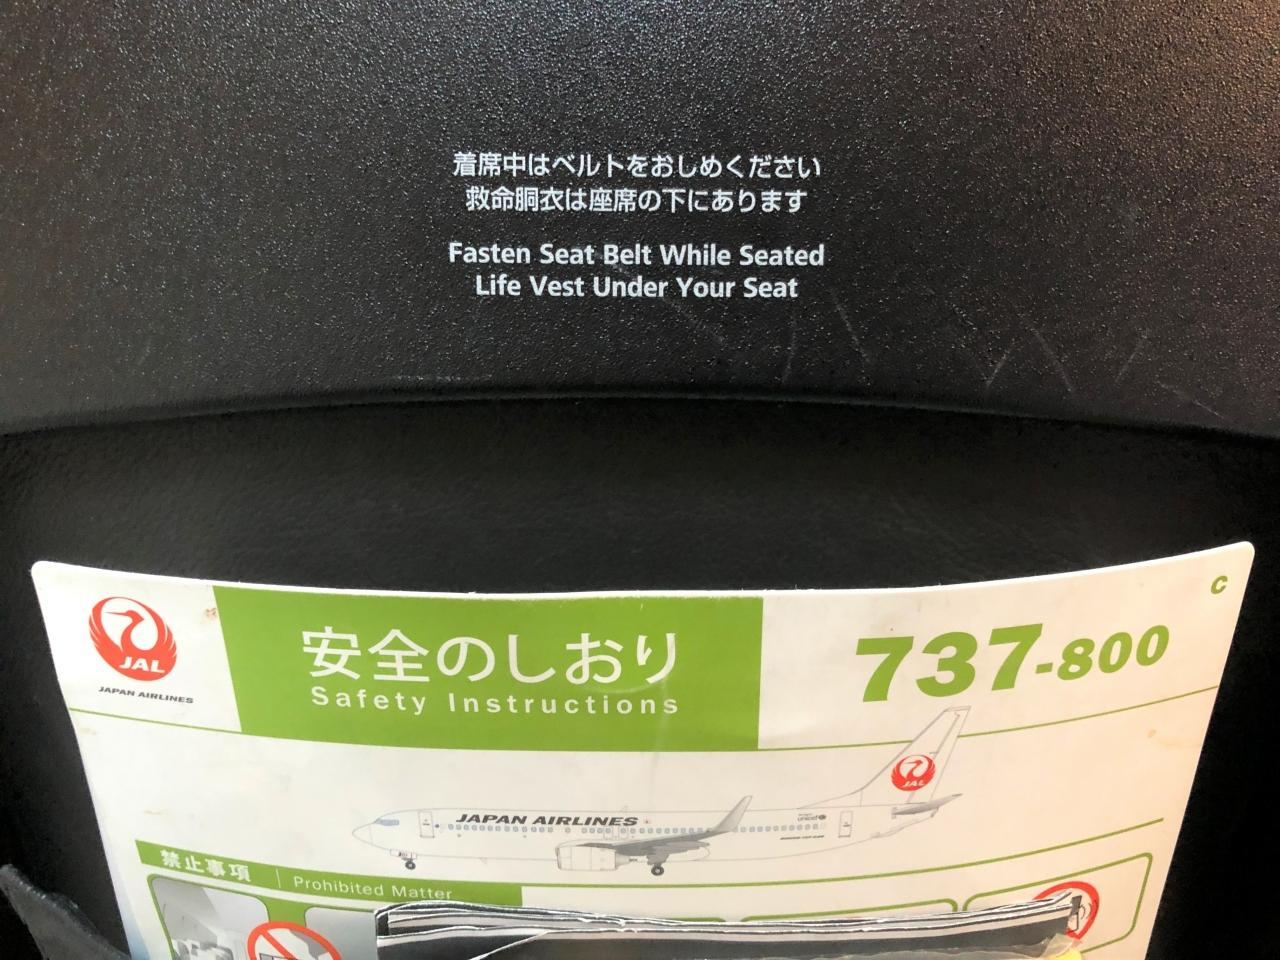 着席中はベルトをおしめください
救命胴衣は座席の下にあります
Fasten Seat Belt While Seated
Life Vest Under Your Seat
C
JAL
JAPAN AIRLINES
安全のしおり
Safety Instructions
737-800
JAL
JAPAN AIRLINES
unicef
禁止事項
Prohibited Matter